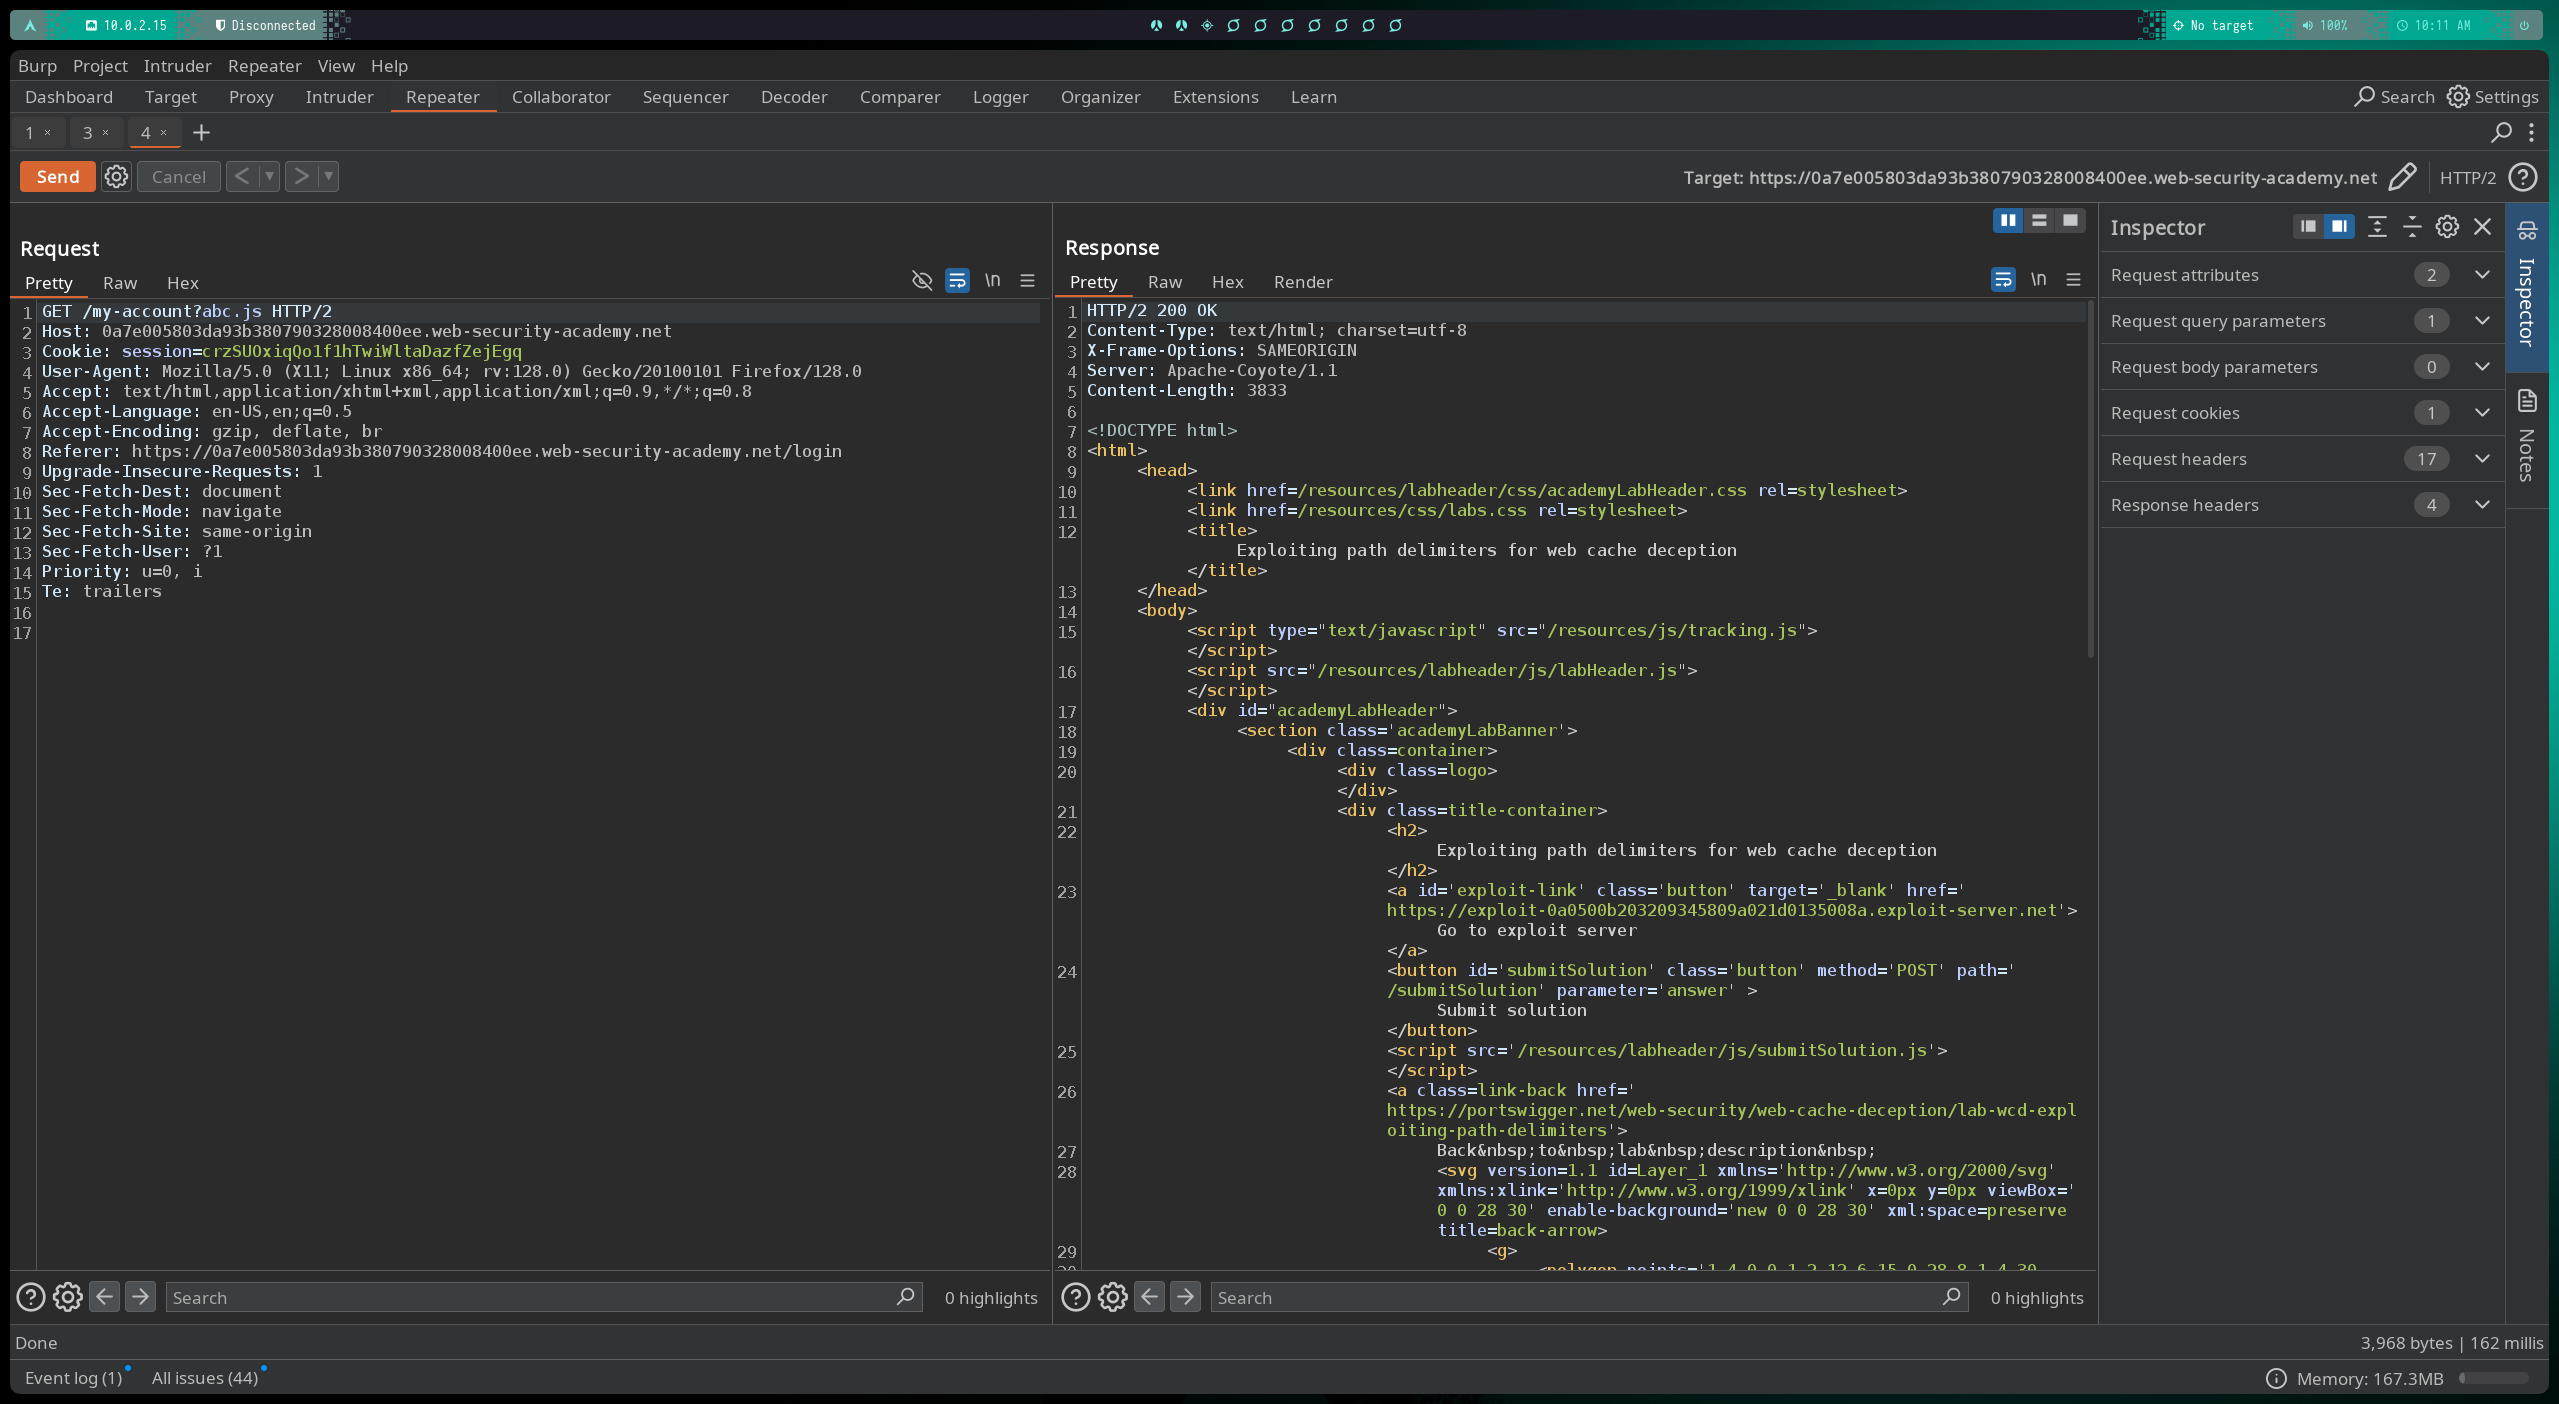 10.0.2.15 Disconnected No target 100% 10:11 AM
Burp Project Intruder Repeater View Help
Dashboard Target Proxy Intruder Repeater Collaborator Sequencer Decoder Comparer Logger Organizer Extensions Learn Search Settings
1 × 3 × 4 × +
Send Cancel < > Target: https://0a7e005803da93b380790328008400ee.web-security-academy.net HTTP/2
Request
Pretty Raw Hex \n
1 GET /my-account?abc.js HTTP/2
2 Host: 0a7e005803da93b380790328008400ee.web-security-academy.net
3 Cookie: session=crzSUOxiqQo1f1hTwiWltaDazfZejEgq
4 User-Agent: Mozilla/5.0 (X11; Linux x86_64; rv:128.0) Gecko/20100101 Firefox/128.0
5 Accept: text/html,application/xhtml+xml,application/xml;q=0.9,*/*;q=0.8
6 Accept-Language: en-US,en;q=0.5
7 Accept-Encoding: gzip, deflate, br
8 Referer: https://0a7e005803da93b380790328008400ee.web-security-academy.net/login
9 Upgrade-Insecure-Requests: 1
10 Sec-Fetch-Dest: document
11 Sec-Fetch-Mode: navigate
12 Sec-Fetch-Site: same-origin
13 Sec-Fetch-User: ?1
14 Priority: u=0, i
15 Te: trailers
16
17
Search 0 highlights
Response
Pretty Raw Hex Render \n
1 HTTP/2 200 OK
2 Content-Type: text/html; charset=utf-8
3 X-Frame-Options: SAMEORIGIN
4 Server: Apache-Coyote/1.1
5 Content-Length: 3833
6
7 <!DOCTYPE html>
8 <html>
9 <head>
10 <link href=/resources/labheader/css/academyLabHeader.css rel=stylesheet>
11 <link href=/resources/css/labs.css rel=stylesheet>
12 <title>
Exploiting path delimiters for web cache deception
</title>
13 </head>
14 <body>
15 <script type="text/javascript" src="/resources/js/tracking.js">
</script>
16 <script src="/resources/labheader/js/labHeader.js">
</script>
17 <div id="academyLabHeader">
18 <section class='academyLabBanner'>
19 <div class=container>
20 <div class=logo>
</div>
21 <div class=title-container>
22 <h2>
Exploiting path delimiters for web cache deception
</h2>
23 <a id='exploit-link' class='button' target='_blank' href='
https://exploit-0a0500b203209345809a021d0135008a.exploit-server.net'>
Go to exploit server
</a>
24 <button id='submitSolution' class='button' method='POST' path='
/submitSolution' parameter='answer' >
Submit solution
</button>
25 <script src='/resources/labheader/js/submitSolution.js'>
</script>
26 <a class=link-back href='
https://portswigger.net/web-security/web-cache-deception/lab-wcd-expl
oiting-path-delimiters'>
27 Back&nbsp;to&nbsp;lab&nbsp;description&nbsp;
28 <svg version=1.1 id=Layer_1 xmlns='http://www.w3.org/2000/svg'
xmlns:xlink='http://www.w3.org/1999/xlink' x=0px y=0px viewBox='
0 0 28 30' enable-background='new 0 0 28 30' xml:space=preserve
title=back-arrow>
29 <g>
Search 0 highlights
Inspector
Request attributes 2
Request query parameters 1
Request body parameters 0
Request cookies 1
Request headers 17
Response headers 4
Inspector
Notes
Done 3,968 bytes | 162 millis
Event log (1) All issues (44) Memory: 167.3MB